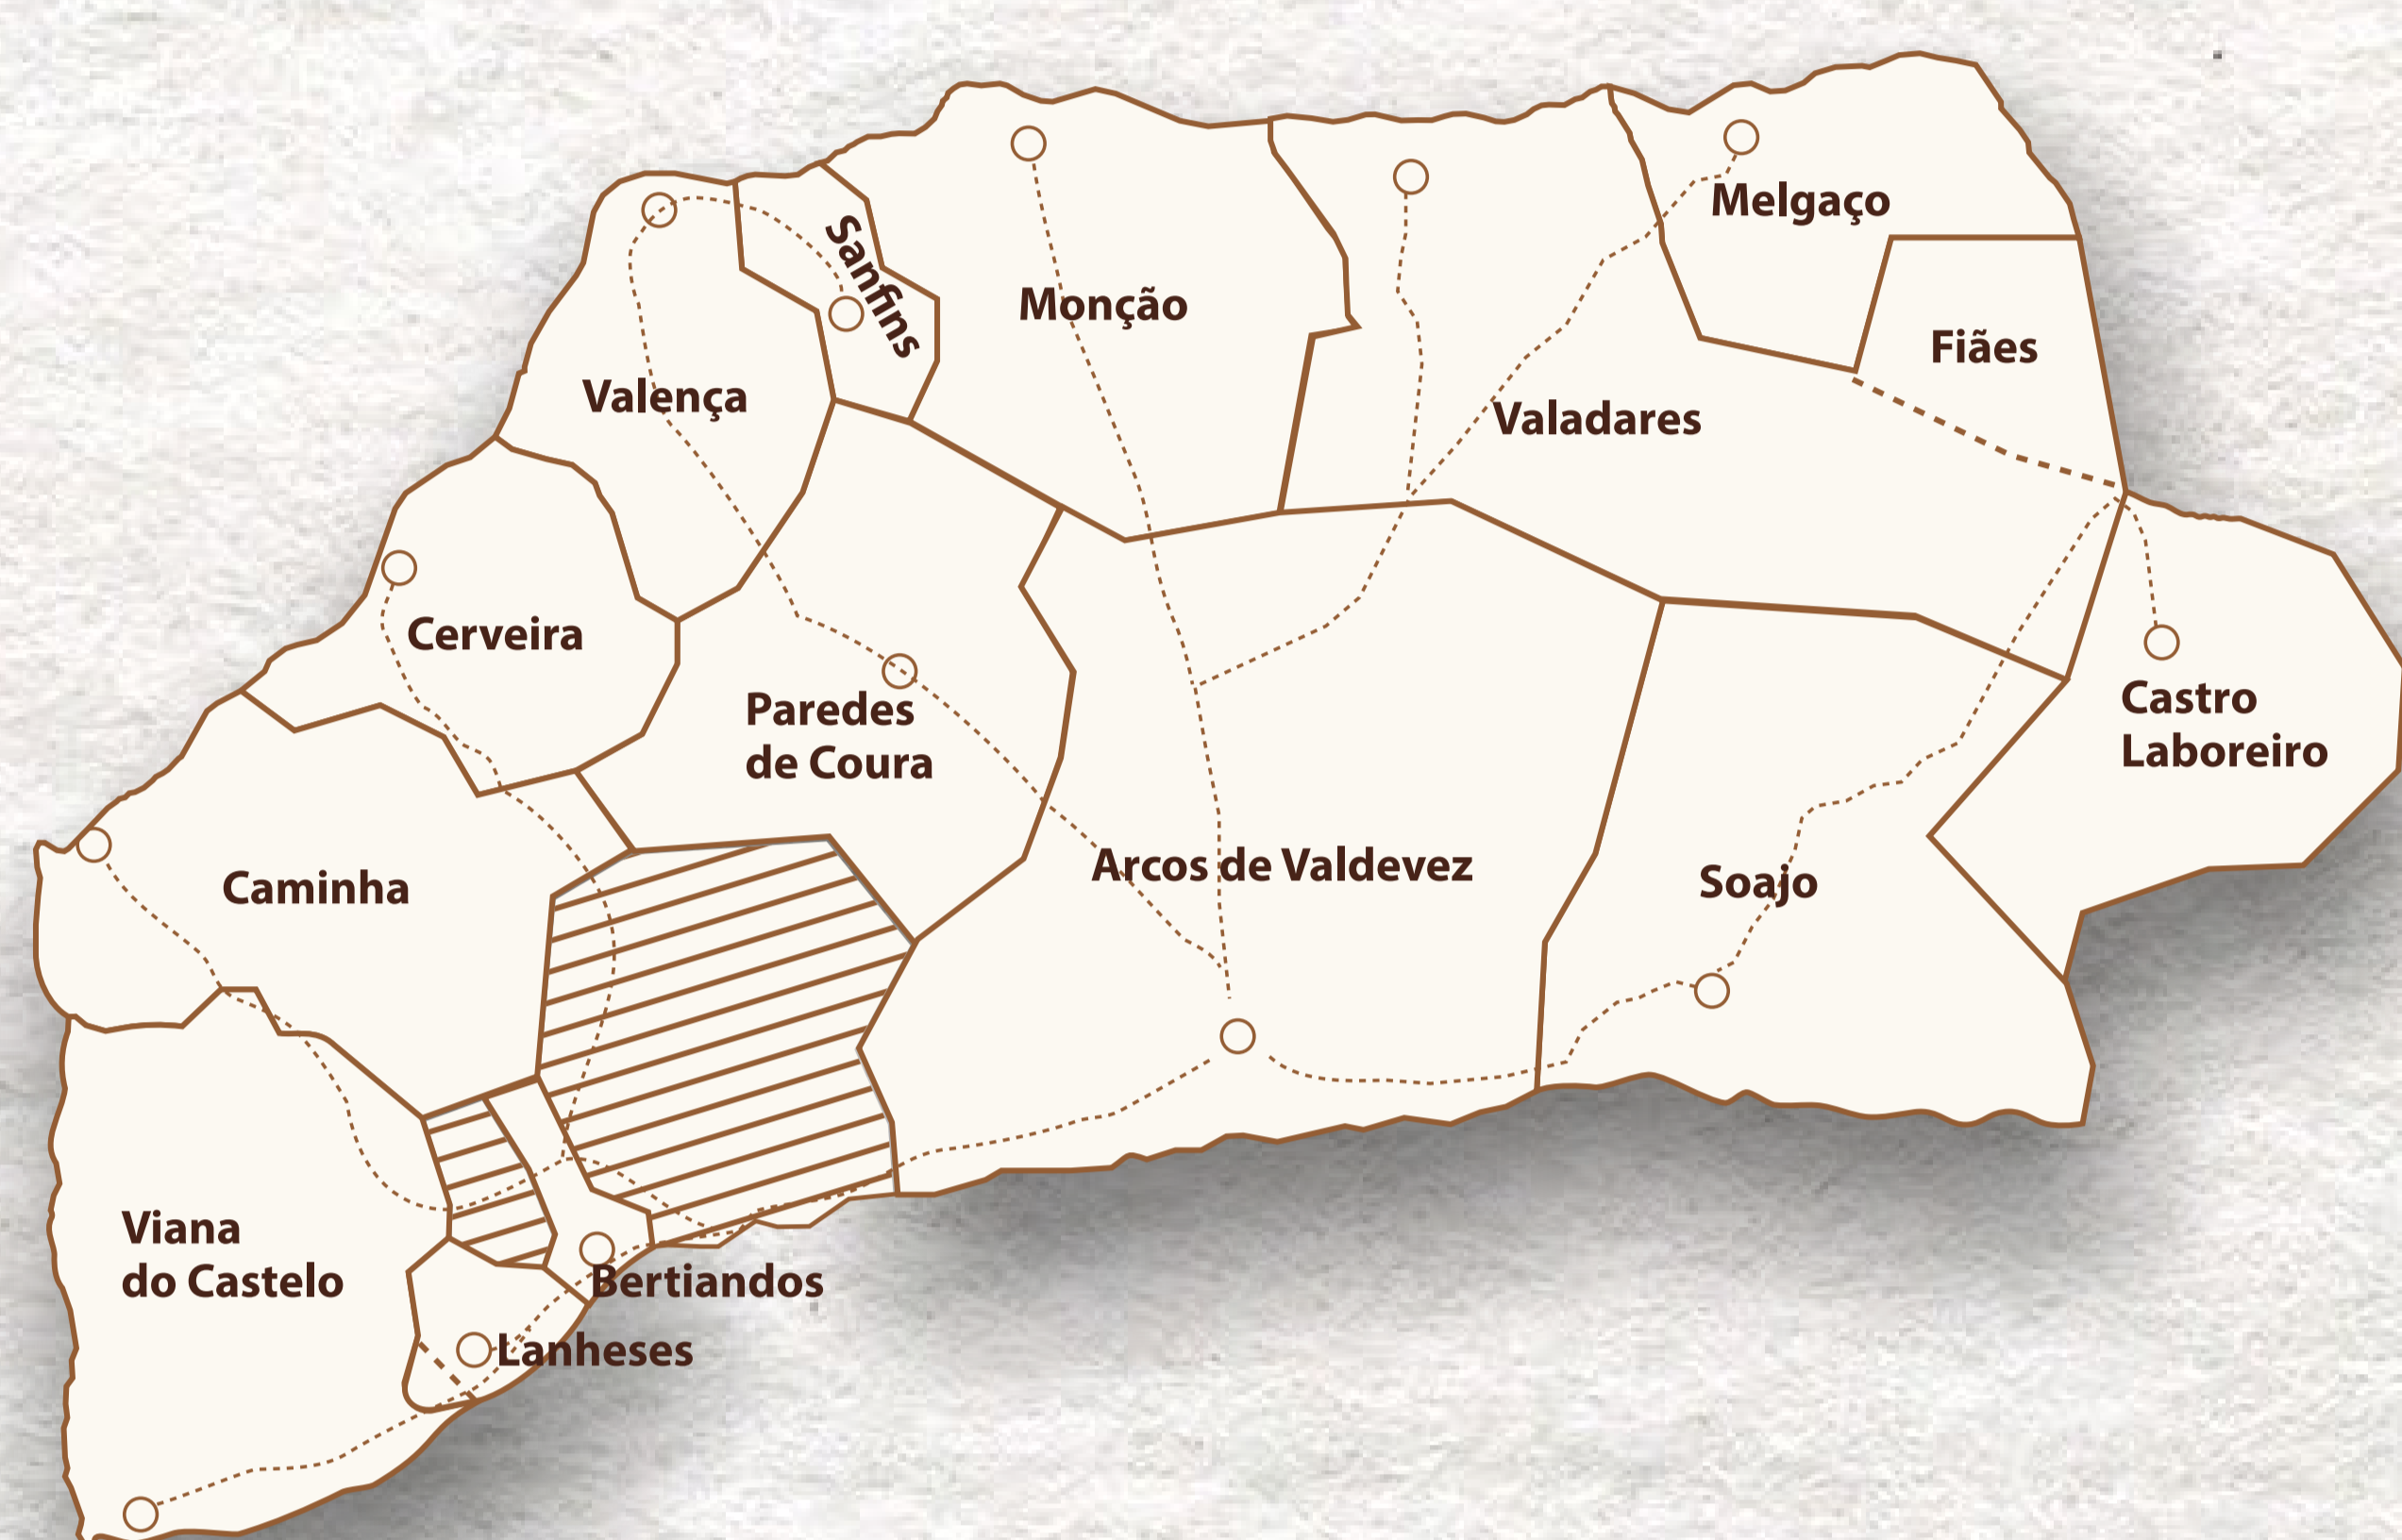 Melgaço
Sanfins
Monção
Fiães
Valença
Valadares
Cerveira
Paredes
de Coura
Castro
Laboreiro
Caminha
Arcos de Valdevez
Soajo
Viana
do Castelo
Bertiandos
Lanheses